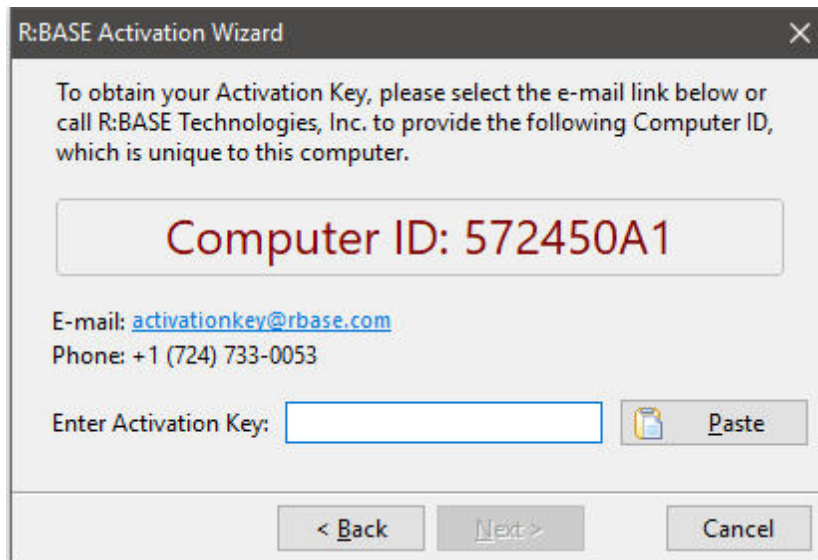 R:BASE Activation Wizard
To obtain your Activation Key, please select the e-mail link below or
call R:BASE Technologies, Inc. to provide the following Computer ID,
which is unique to this computer.
Computer ID: 572450A1
E-mail: activationkey@rbase.com
Phone: +1 (724) 733-0053
Enter Activation Key:
Paste
< Back
Next >
Cancel